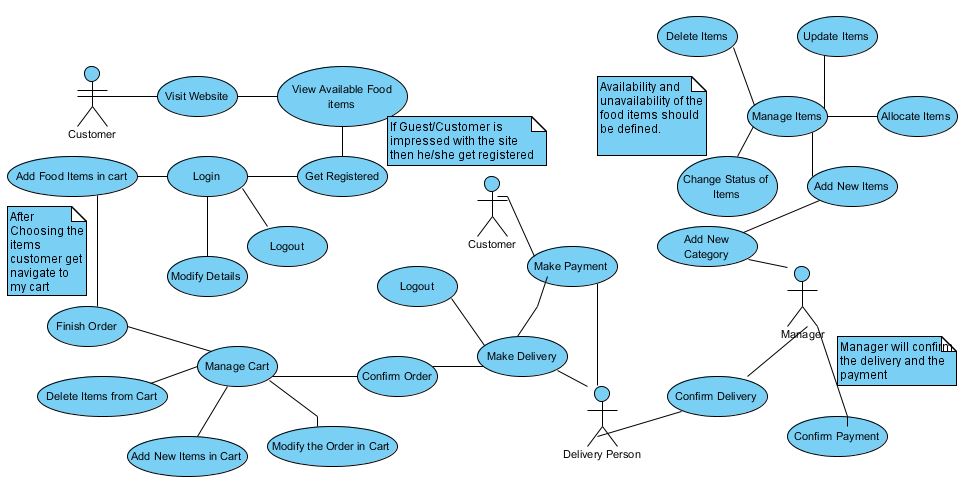 Delete Items
Update Items
Customer
Visit Website
View Available Food
items
Availability and
unavailability of the
food items should
be defined.
Manage Items
Allocate Items
If Guest/Customer is
impressed with the site
then he/she get registered
Add Food Items in cart
Login
Get Registered
Change Status of
Items
Add New Items
After
Choosing the
items
customer get
navigate to
my cart
Customer
Logout
Add New
Category
Modify Details
Logout
Make Payment
Finish Order
Manager
Manager will confirm
the delivery and the
payment
Manage Cart
Make Delivery
Confirm Order
Delete Items from Cart
Confirm Delivery
Add New Items in Cart
Modify the Order in Cart
Delivery Person
Confirm Payment